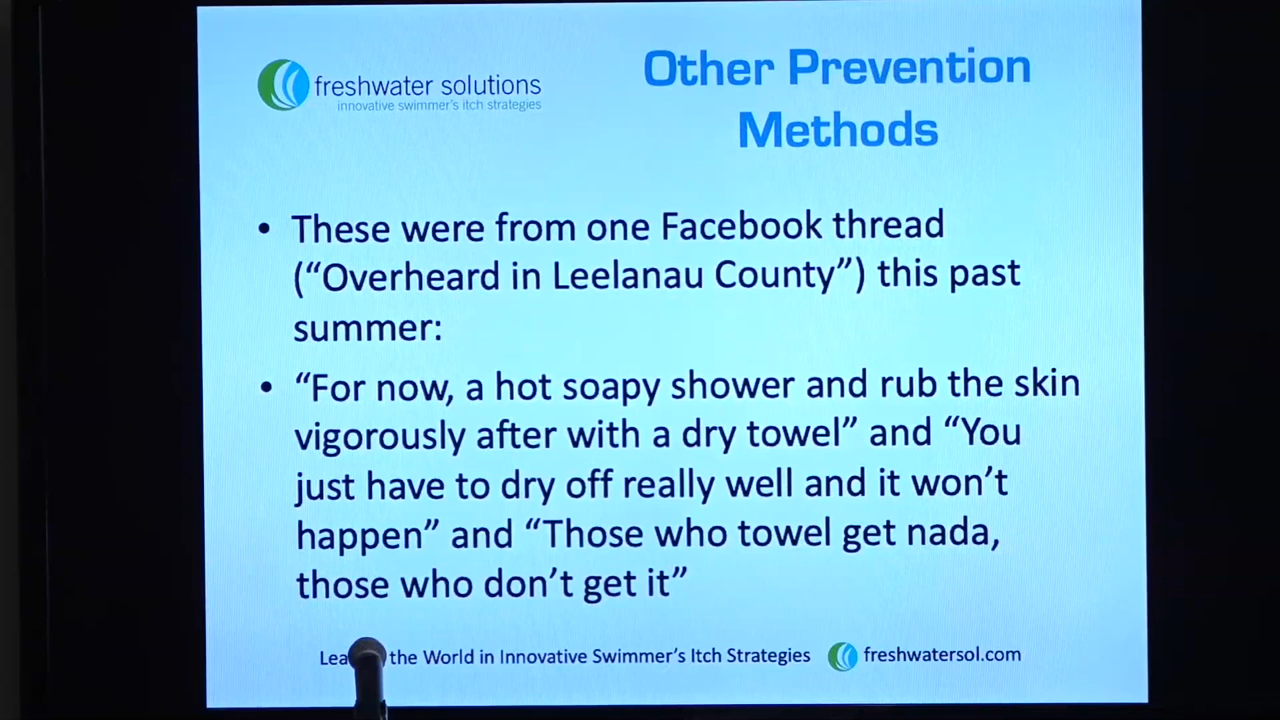 freshwater solutions
innovative swimmer's itch strategies
Other Prevention
Methods
• These were from one Facebook thread
(“Overheard in Leelanau County”) this past
summer:
• “For now, a hot soapy shower and rub the skin
vigorously after with a dry towel” and “You
just have to dry off really well and it won’t
happen” and “Those who towel get nada,
those who don’t get it”
the World in Innovative Swimmer’s Itch Strategies
freshwatersol.com